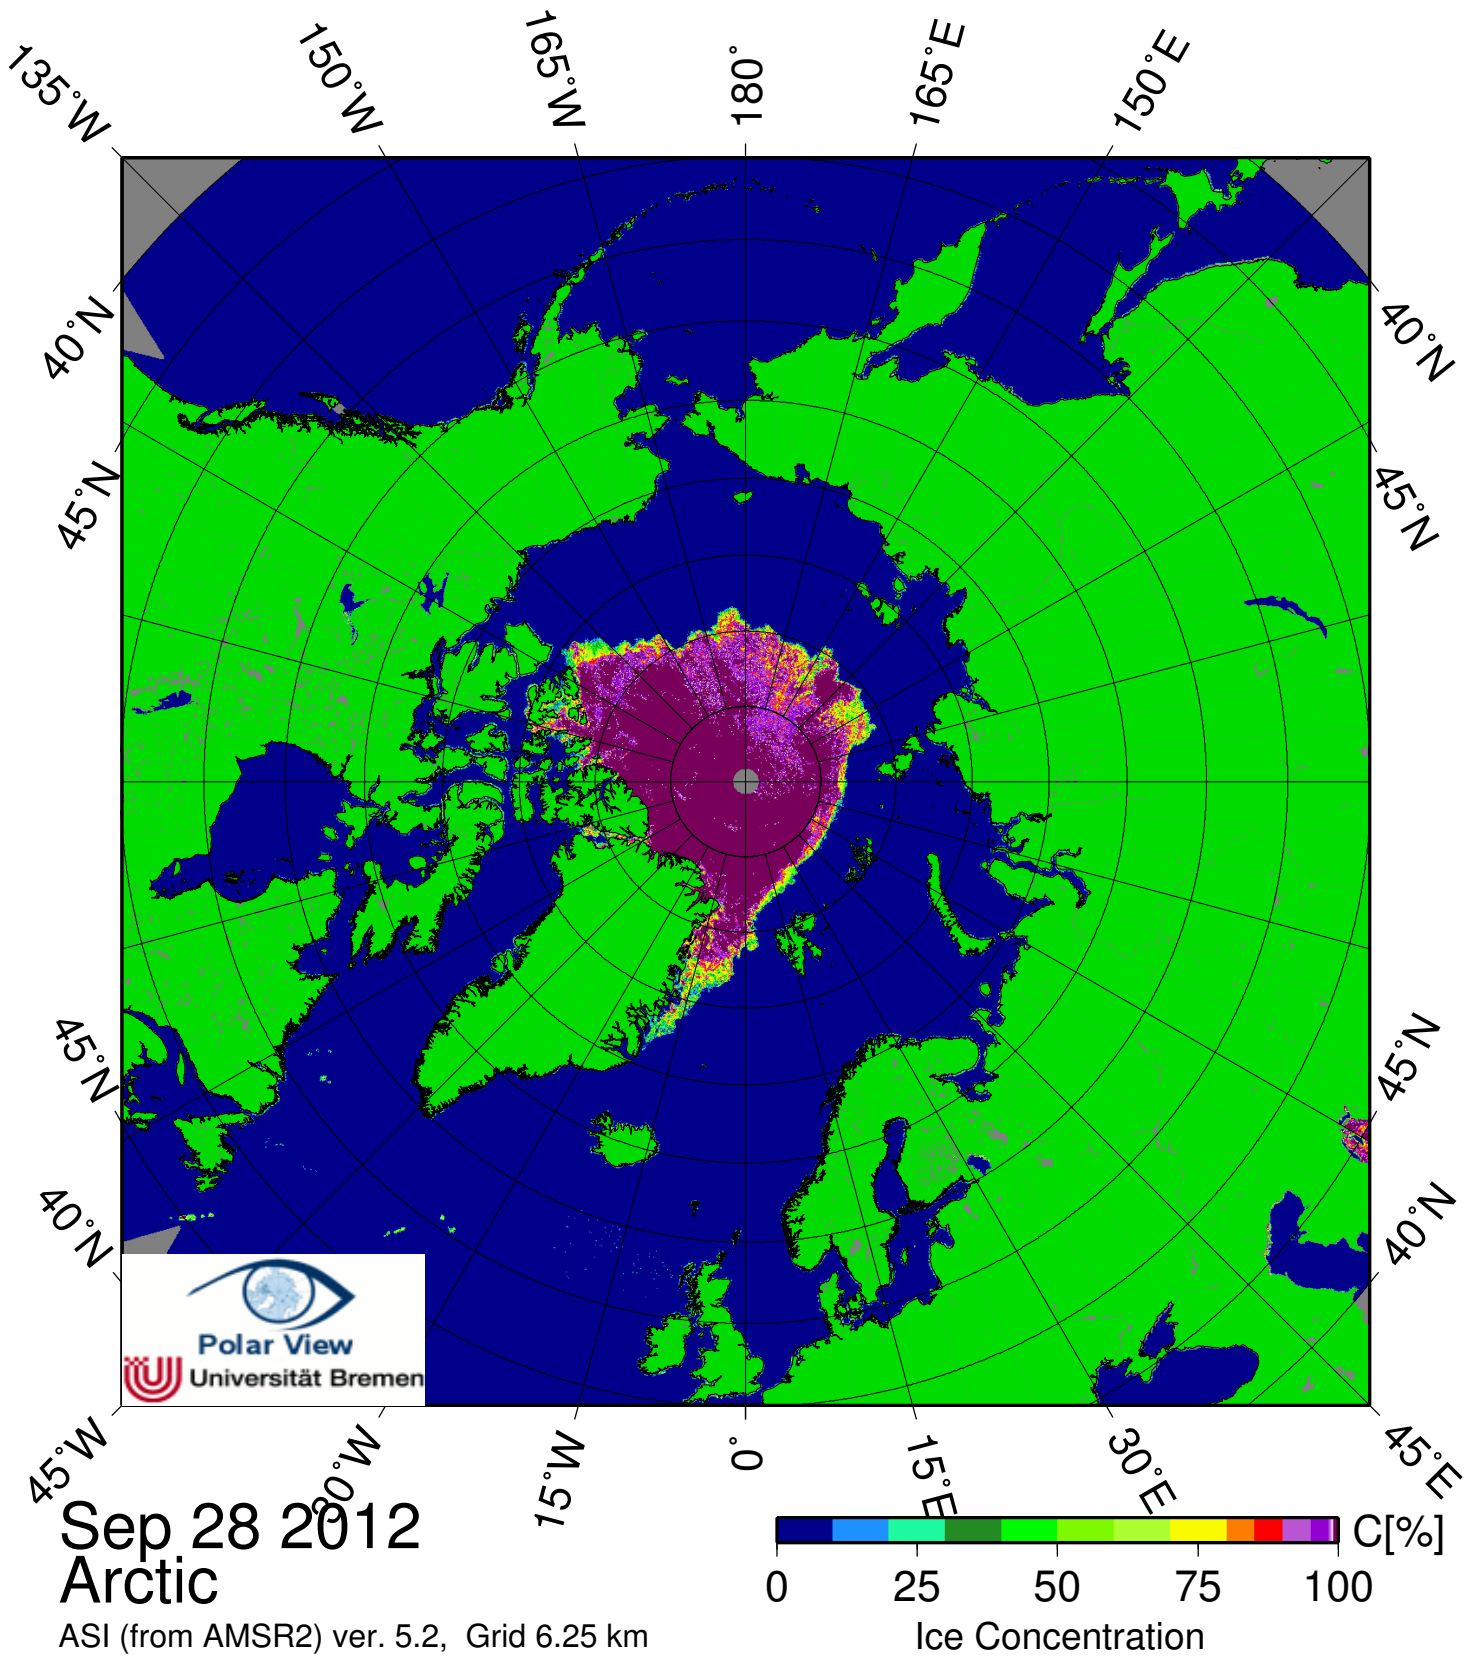 135°W
150°W
165°W
180°
165°E
150°E
40°N
45°N
40°N
45°N
45°N
40°N
45°N
40°N
Polar View
Universität Bremen
45°W
30°W
15°W
0°
15°E
30°E
45°E
Sep 28 2012
Arctic
ASI (from AMSR2) ver. 5.2, Grid 6.25 km
C[%]
0 25 50 75 100
Ice Concentration